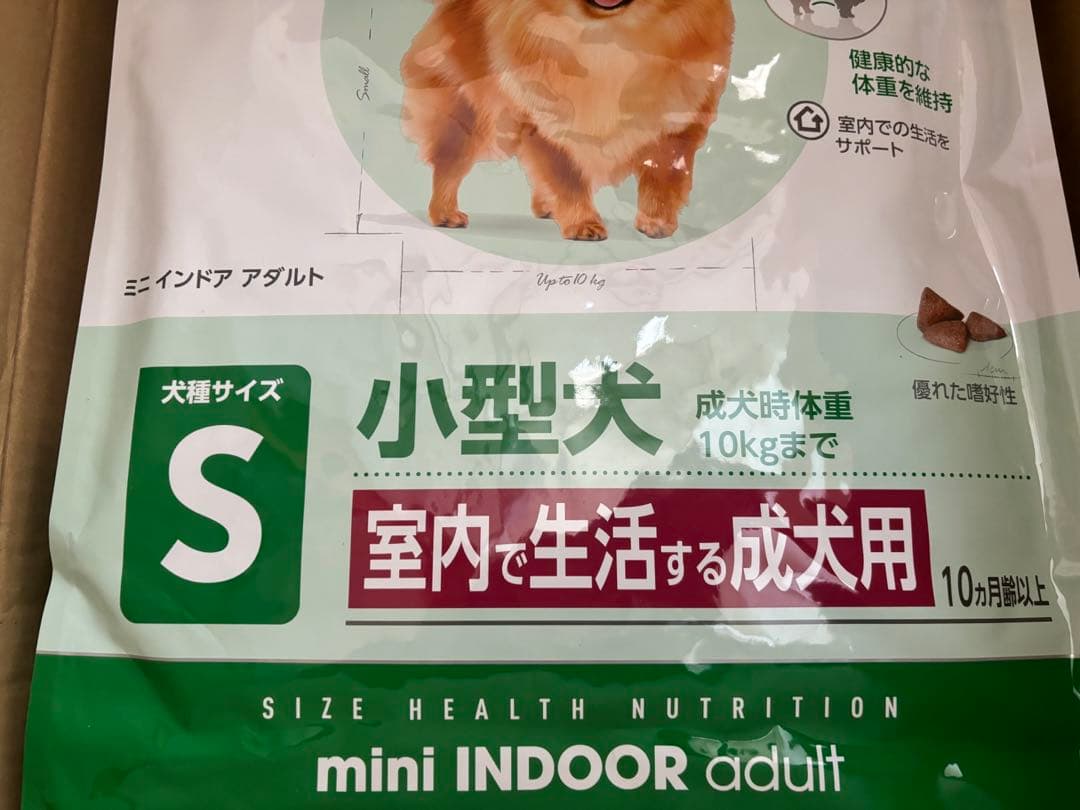 Small
健康的な
体重を維持
室内での生活を
サポート
Up to 10 kg
ミニ インドア アダルト
優れた嗜好性
犬種サイズ
S
小型犬
成犬時体重
10kgまで
室内で生活する成犬用
10ヵ月齢以上
SIZE HEALTH NUTRITION
mini INDOOR adult